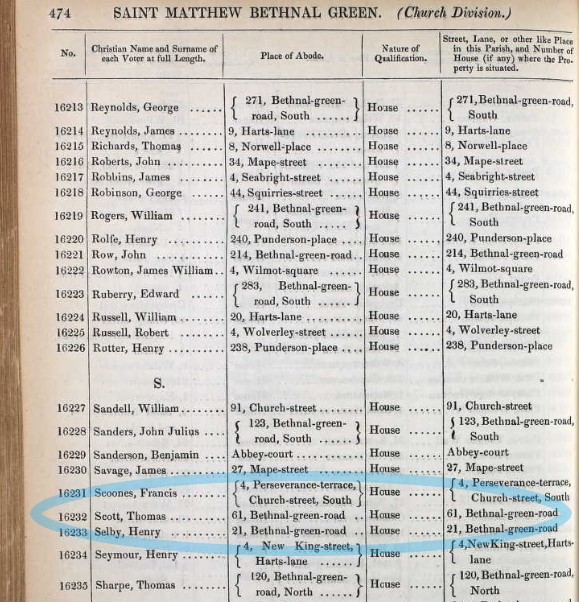 474 SAINT MATTHEW BETHNAL GREEN. (Church Division.)
No. Christian Name and Surname of each Voter at full Length. Place of Abode. Nature of Qualification. Street, Lane, or other like Place in this Parish, and Number of House (if any) where the Property is situated.
16213 Reynolds, George ...... { 271, Bethnal-green-road, South ...... } House ...... { 271, Bethnal-green-road, South
16214 Reynolds, James ...... 9, Harts-lane .......... House ...... 9, Harts-lane
16215 Richards, Thomas ...... 8, Norwell-place ....... House ...... 8, Norwell-place
16216 Roberts, John .......... 34, Mape-street ........ House ...... 34, Mape-street
16217 Robbins, James ........ 4, Seabright-street ..... House ...... 4, Seabright-street
16218 Robinson, George ...... 44, Squirries-street ..... House ...... 44, Squirries-street
16219 Rogers, William ........ { 241, Bethnal-green-road, South ..... } House ...... { 241, Bethnal-green-road, South
16220 Rolfe, Henry .......... 240, Punderson-place .... House ...... 240, Punderson-place
16221 Row, John ............ 214, Bethnal-green-road.. House ...... 214, Bethnal-green-road
16222 Rowton, James William.. 4, Wilmot-square ....... House ...... 4, Wilmot-square
16223 Ruberry, Edward ...... { 283, Bethnal-green-road, South ...... } House ...... { 283, Bethnal-green-road, South
16224 Russell, William ........ 20, Harts-lane .......... House ...... 20, Harts-lane
16225 Russell, Robert ........ 4, Wolverley-street ..... House ...... 4, Wolverley-street
16226 Rutter, Henry .......... 238, Punderson-place .... House ...... 238, Punderson-place
S.
16227 Sandell, William ........ 91, Church-street ........ House ...... 91, Church-street
16228 Sanders, John Julius .... { 123, Bethnal-green-road, South ...... } House ...... { 123, Bethnal-green-road, South
16229 Sanderson, Benjamin .... Abbey-court ............ House ...... Abbey-court
16230 Savage, James .......... 27, Mape-street ........ House ...... 27, Mape-street
16231 Scoones, Francis ........ { 4, Perseverance-terrace, Church-street, South } House ...... { 4, Perseverance-terrace, Church-street, South
16232 Scott, Thomas .......... 61, Bethnal-green-road .. House ...... 61, Bethnal-green-road
16233 Selby, Henry .......... 21, Bethnal-green-road .. House ...... 21, Bethnal-green-road
16234 Seymour, Henry ........ { 4, New King-street, Harts-lane ........ } House ...... { 4, New King-street, Harts-lane
16235 Sharpe, Thomas ........ { 120, Bethnal-green-road, North ...... } House ...... { 120, Bethnal-green-road, North